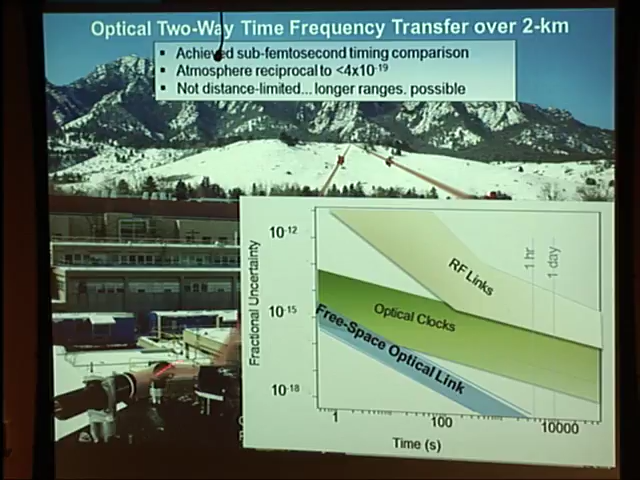 Optical Two-Way Time Frequency Transfer over 2-km
▪ Achieved sub-femtosecond timing comparison
▪ Atmosphere reciprocal to <4x10⁻¹⁹
▪ Not distance-limited... longer ranges. possible
Fractional Uncertainty
10⁻¹²
10⁻¹⁵
10⁻¹⁸
RF Links
1 hr
1 day
Optical Clocks
Free-Space Optical Link
1
100
10000
Time (s)